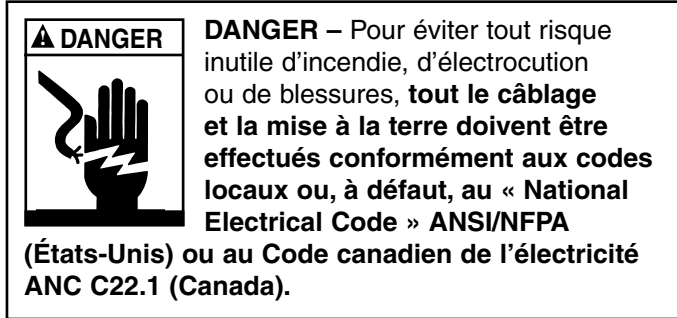 DANGER
DANGER – Pour éviter tout risque
inutile d'incendie, d'électrocution
ou de blessures, tout le câblage
et la mise à la terre doivent être
effectués conformément aux codes
locaux ou, à défaut, au « National
Electrical Code » ANSI/NFPA
(États-Unis) ou au Code canadien de l'électricité
ANC C22.1 (Canada).